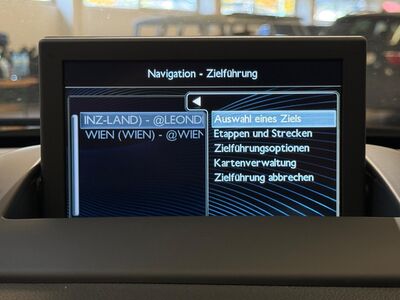 Navigation - Zielführung
INZ-LAND) - @LEOND
WIEN (WIEN) - @WIEN
Auswahl eines Ziels
Etappen und Strecken
Zielführungsoptionen
Kartenverwaltung
Zielführung abbrechen